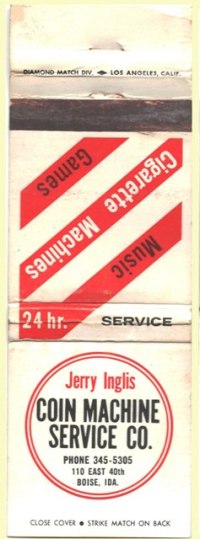 DIAMOND MATCH DIV. LOS ANGELES, CALIF.
Games
Cigarette Machines
Music
24 hr. SERVICE
Jerry Inglis
COIN MACHINE
SERVICE CO.
PHONE 345-5305
110 EAST 40th
BOISE, IDA.
CLOSE COVER ● STRIKE MATCH ON BACK